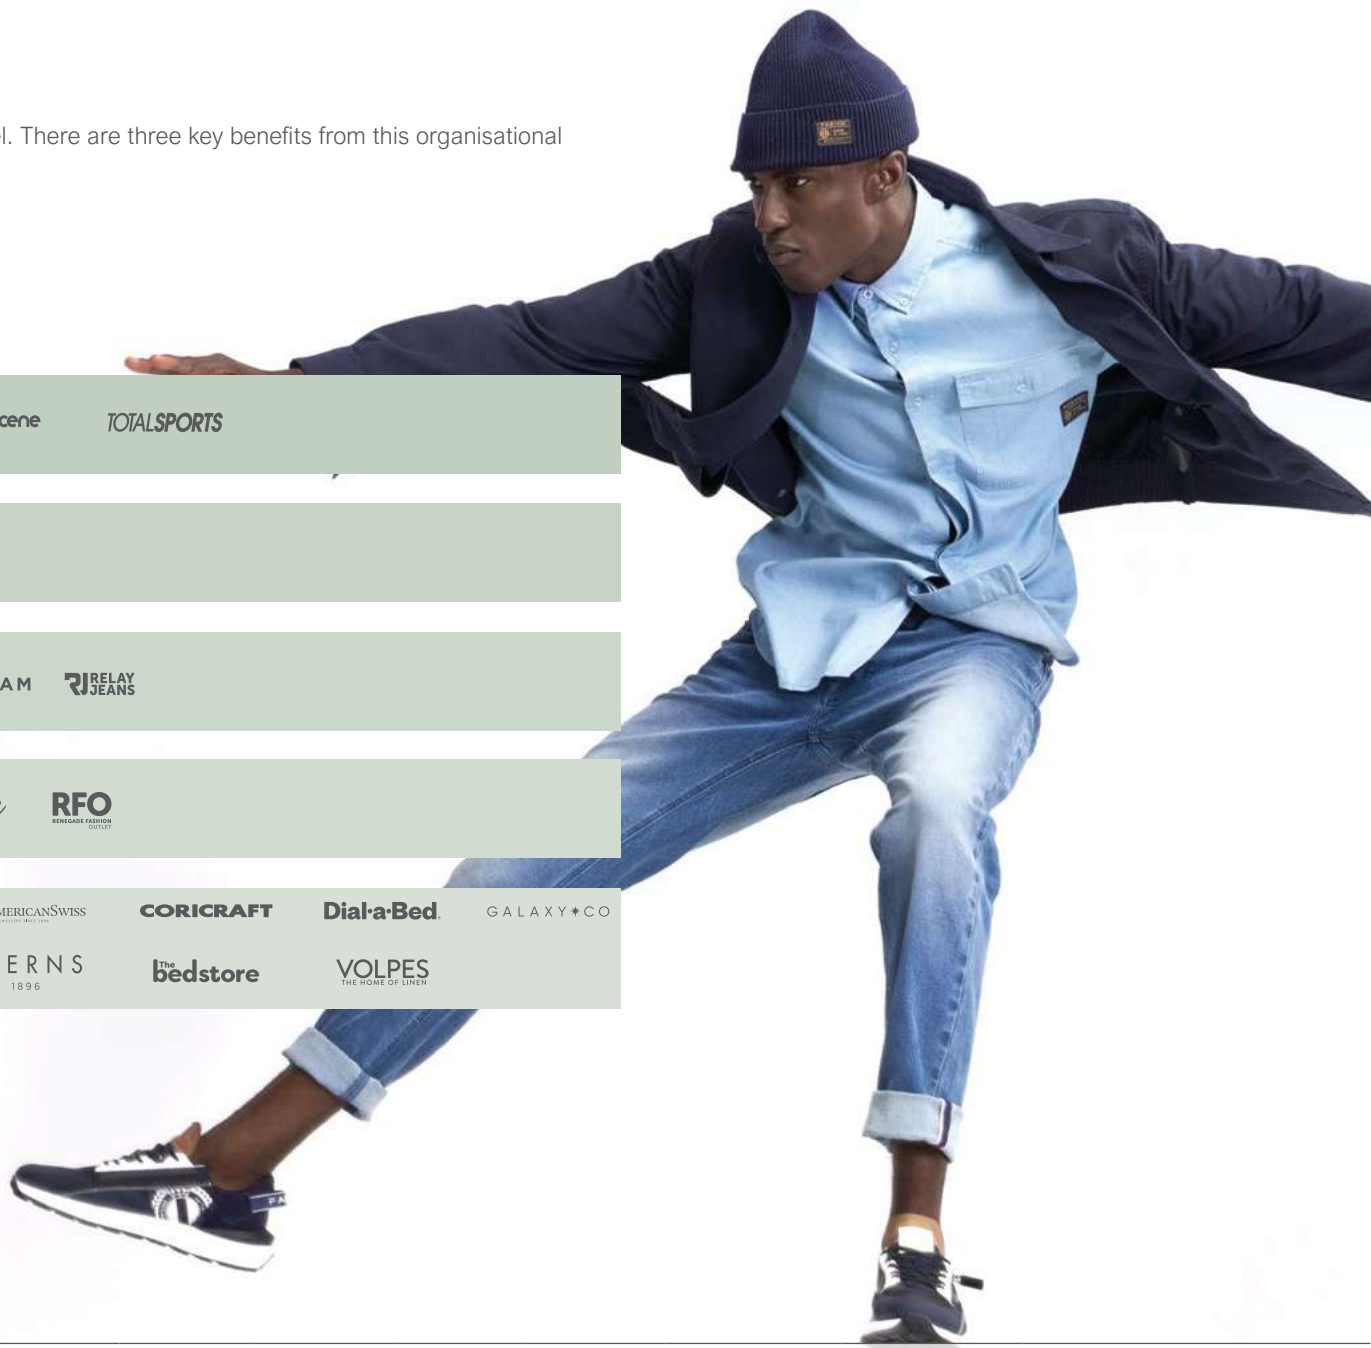 l. There are three key benefits from this organisational
cene
TOTALSPORTS
AM
RJ RELAY
JEANS
RFO
RENEGADE FASHION
OUTLET
MERICANSWISS
CORICRAFT
Dial·a·Bed
GALAXY✷CO
ERNS
1896
The
bedstore
VOLPES
THE HOME OF LINEN